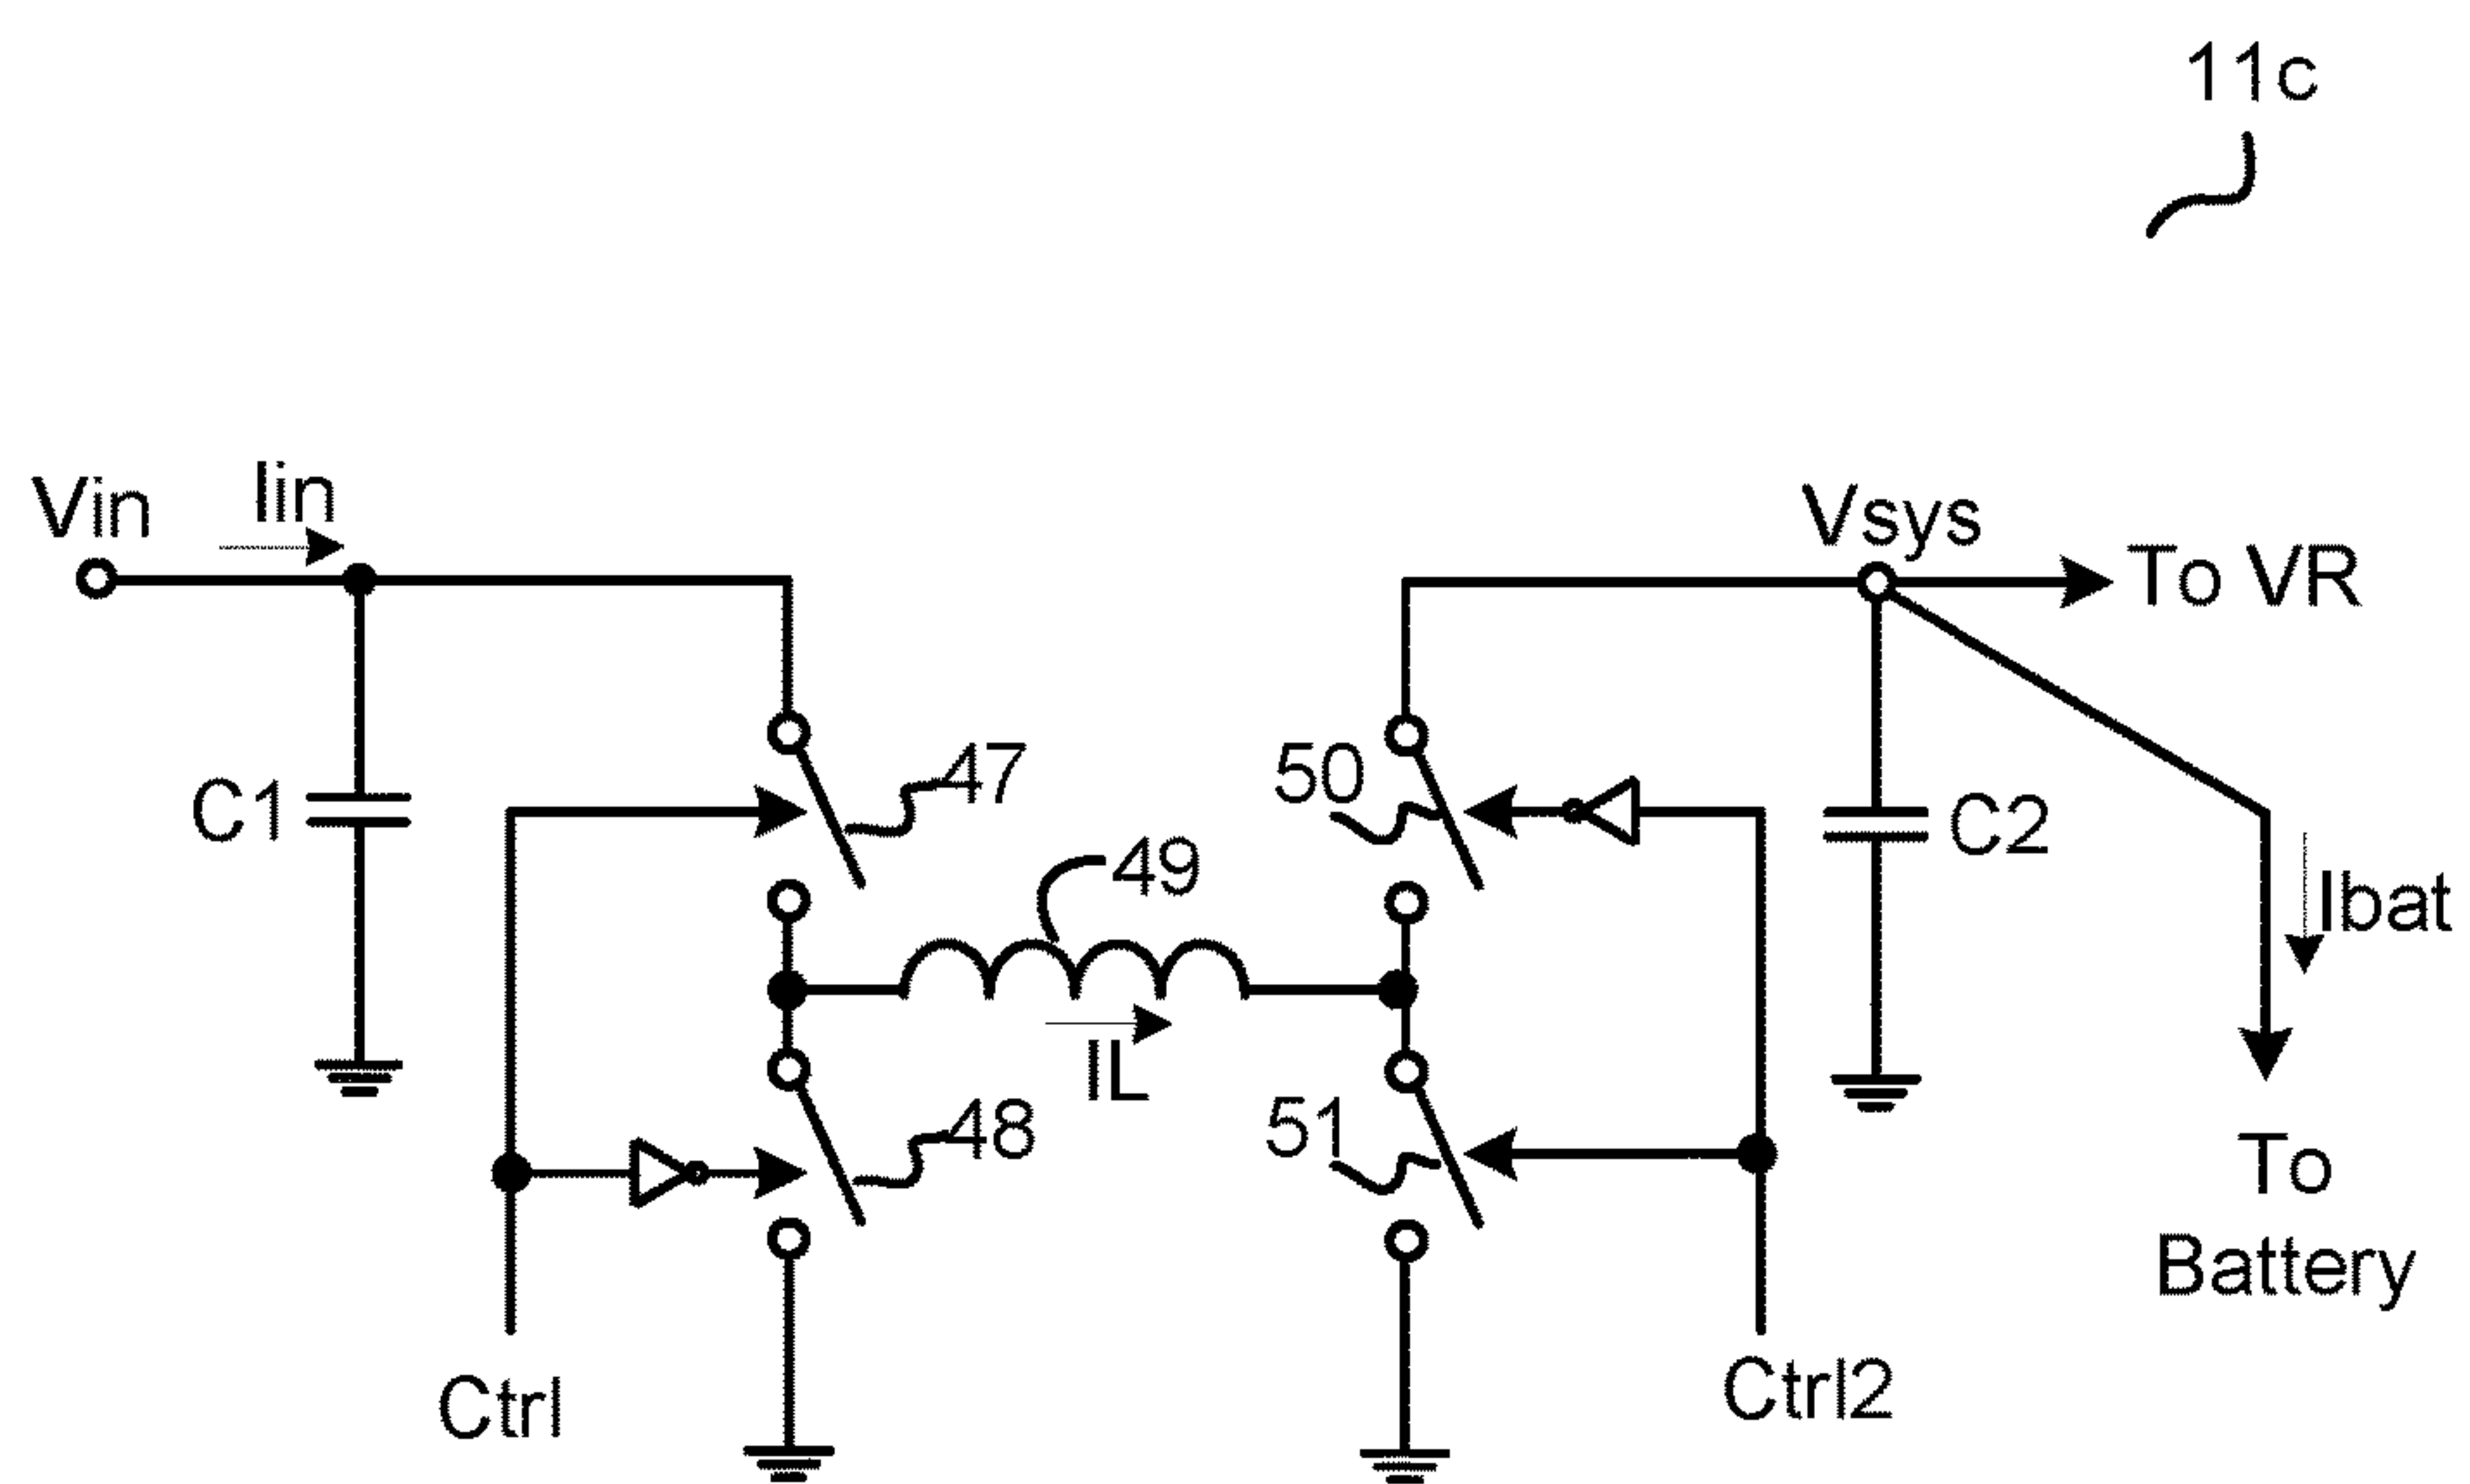 11c
Vin
Iin
Vsys
To VR
C1
47
50
49
C2
Ibat
IL
48
51
To
Battery
Ctrl
Ctrl2